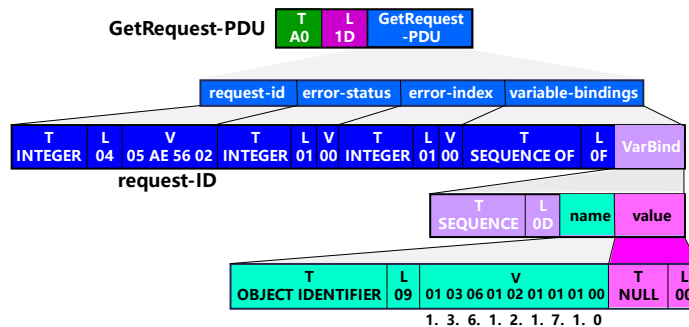 GetRequest-PDU
T L GetRequest
A0 1D -PDU
request-id error-status error-index variable-bindings
T L V T L V T L V T L
INTEGER 04 05 AE 56 02 INTEGER 01 00 INTEGER 01 00 SEQUENCE OF 0F VarBind
request-ID
T L name value
SEQUENCE 0D
T L V T L
OBJECT IDENTIFIER 09 01 03 06 01 02 01 01 01 00 NULL 00
1. 3. 6. 1. 2. 1. 7. 1. 0